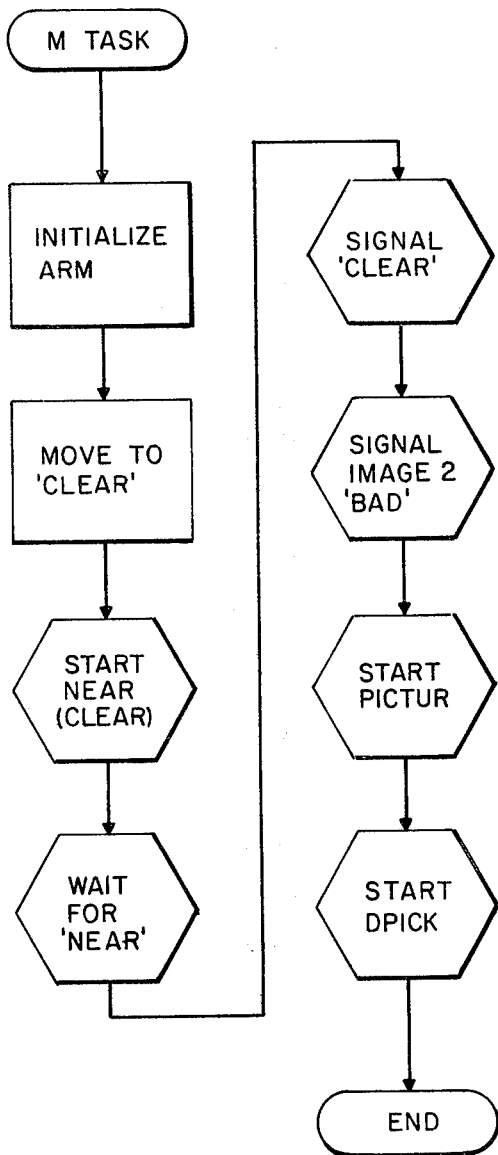 M TASK
INITIALIZE
ARM
MOVE TO
'CLEAR'
START
NEAR
(CLEAR)
WAIT
FOR
'NEAR'
SIGNAL
'CLEAR'
SIGNAL
IMAGE 2
'BAD'
START
PICTUR
START
DPICK
END